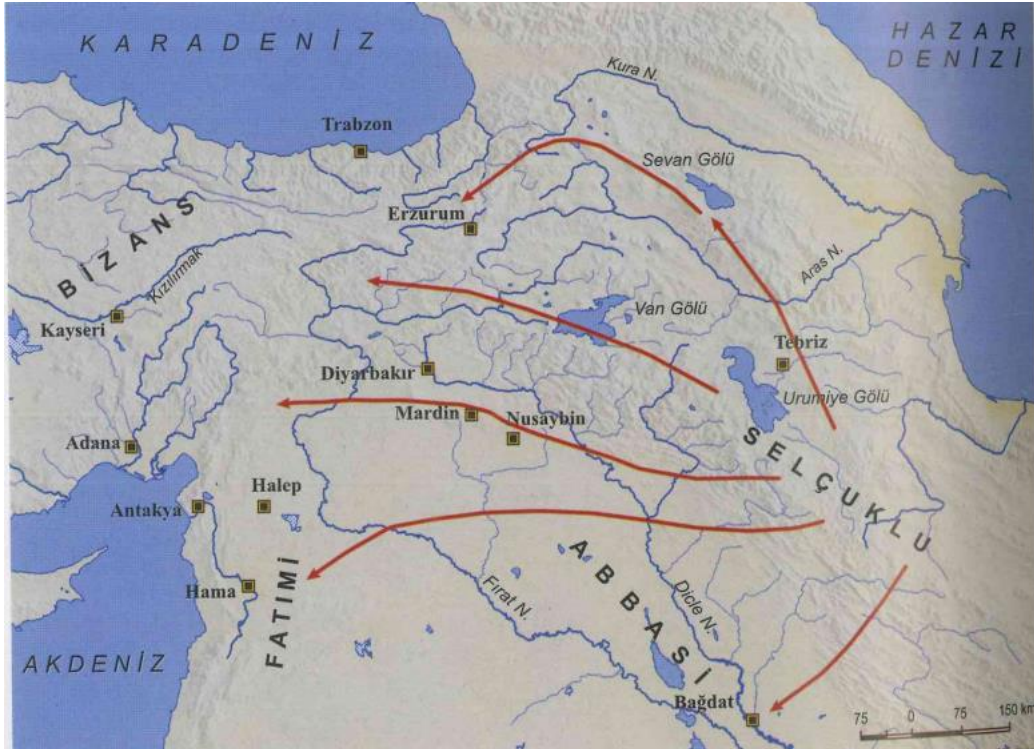 KARADENİZ
HAZAR
DENİZİ
Kura N.
Trabzon
Sevan Gölü
Erzurum
BİZANS
Kızılırmak
Aras N.
Kayseri
Van Gölü
Tebriz
Diyarbakır
Urumiye Gölü
Mardin
Nusaybin
Adana
SELÇUKLU
Halep
Antakya
ABBASİ
Hama
FATIMİ
Fırat N.
Dicle N.
AKDENİZ
Bağdat
75 0 75 150 km